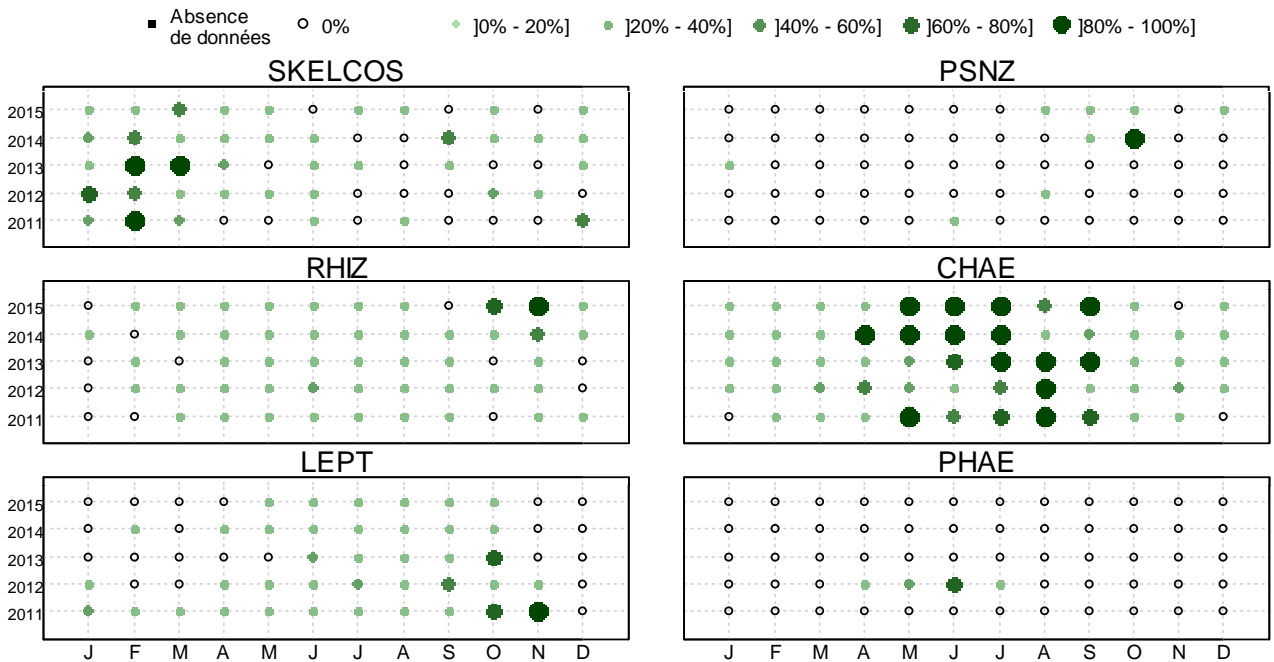 Absence
de données
0%
]0% - 20%]
]20% - 40%]
]40% - 60%]
]60% - 80%]
]80% - 100%]
SKELCOS
PSNZ
2015
2014
2013
2012
2011
RHIZ
CHAE
2015
2014
2013
2012
2011
LEPT
PHAE
2015
2014
2013
2012
2011
J F M A M J J A S O N D
J F M A M J J A S O N D